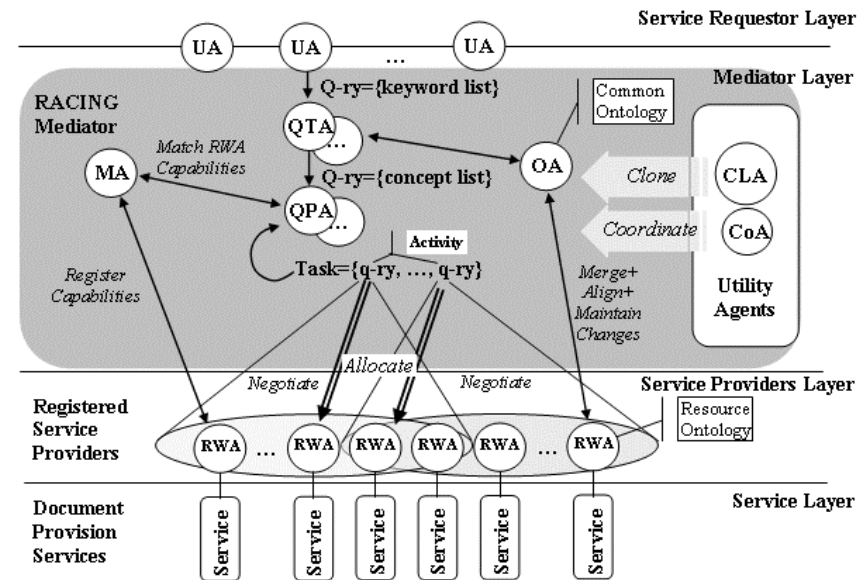 Service Requestor Layer
UA
UA
...
UA
Mediator Layer
RACING
Mediator
Q-ry={keyword list}
Common
Ontology
QTA
...
Match RWA
Capabilities
MA
OA
Clone
CLA
Q-ry={concept list}
QPA
...
Coordinate
CoA
Activity
Task={q-ry, ..., q-ry}
Register
Capabilities
Merge+
Align+
Maintain
Changes
Utility
Agents
Allocate
Negotiate
Negotiate
Service Providers Layer
Registered
Service
Providers
Resource
Ontology
RWA
...
RWA
RWA
RWA
RWA
...
RWA
Service Layer
Document
Provision
Services
Service
Service
Service
Service
Service
Service